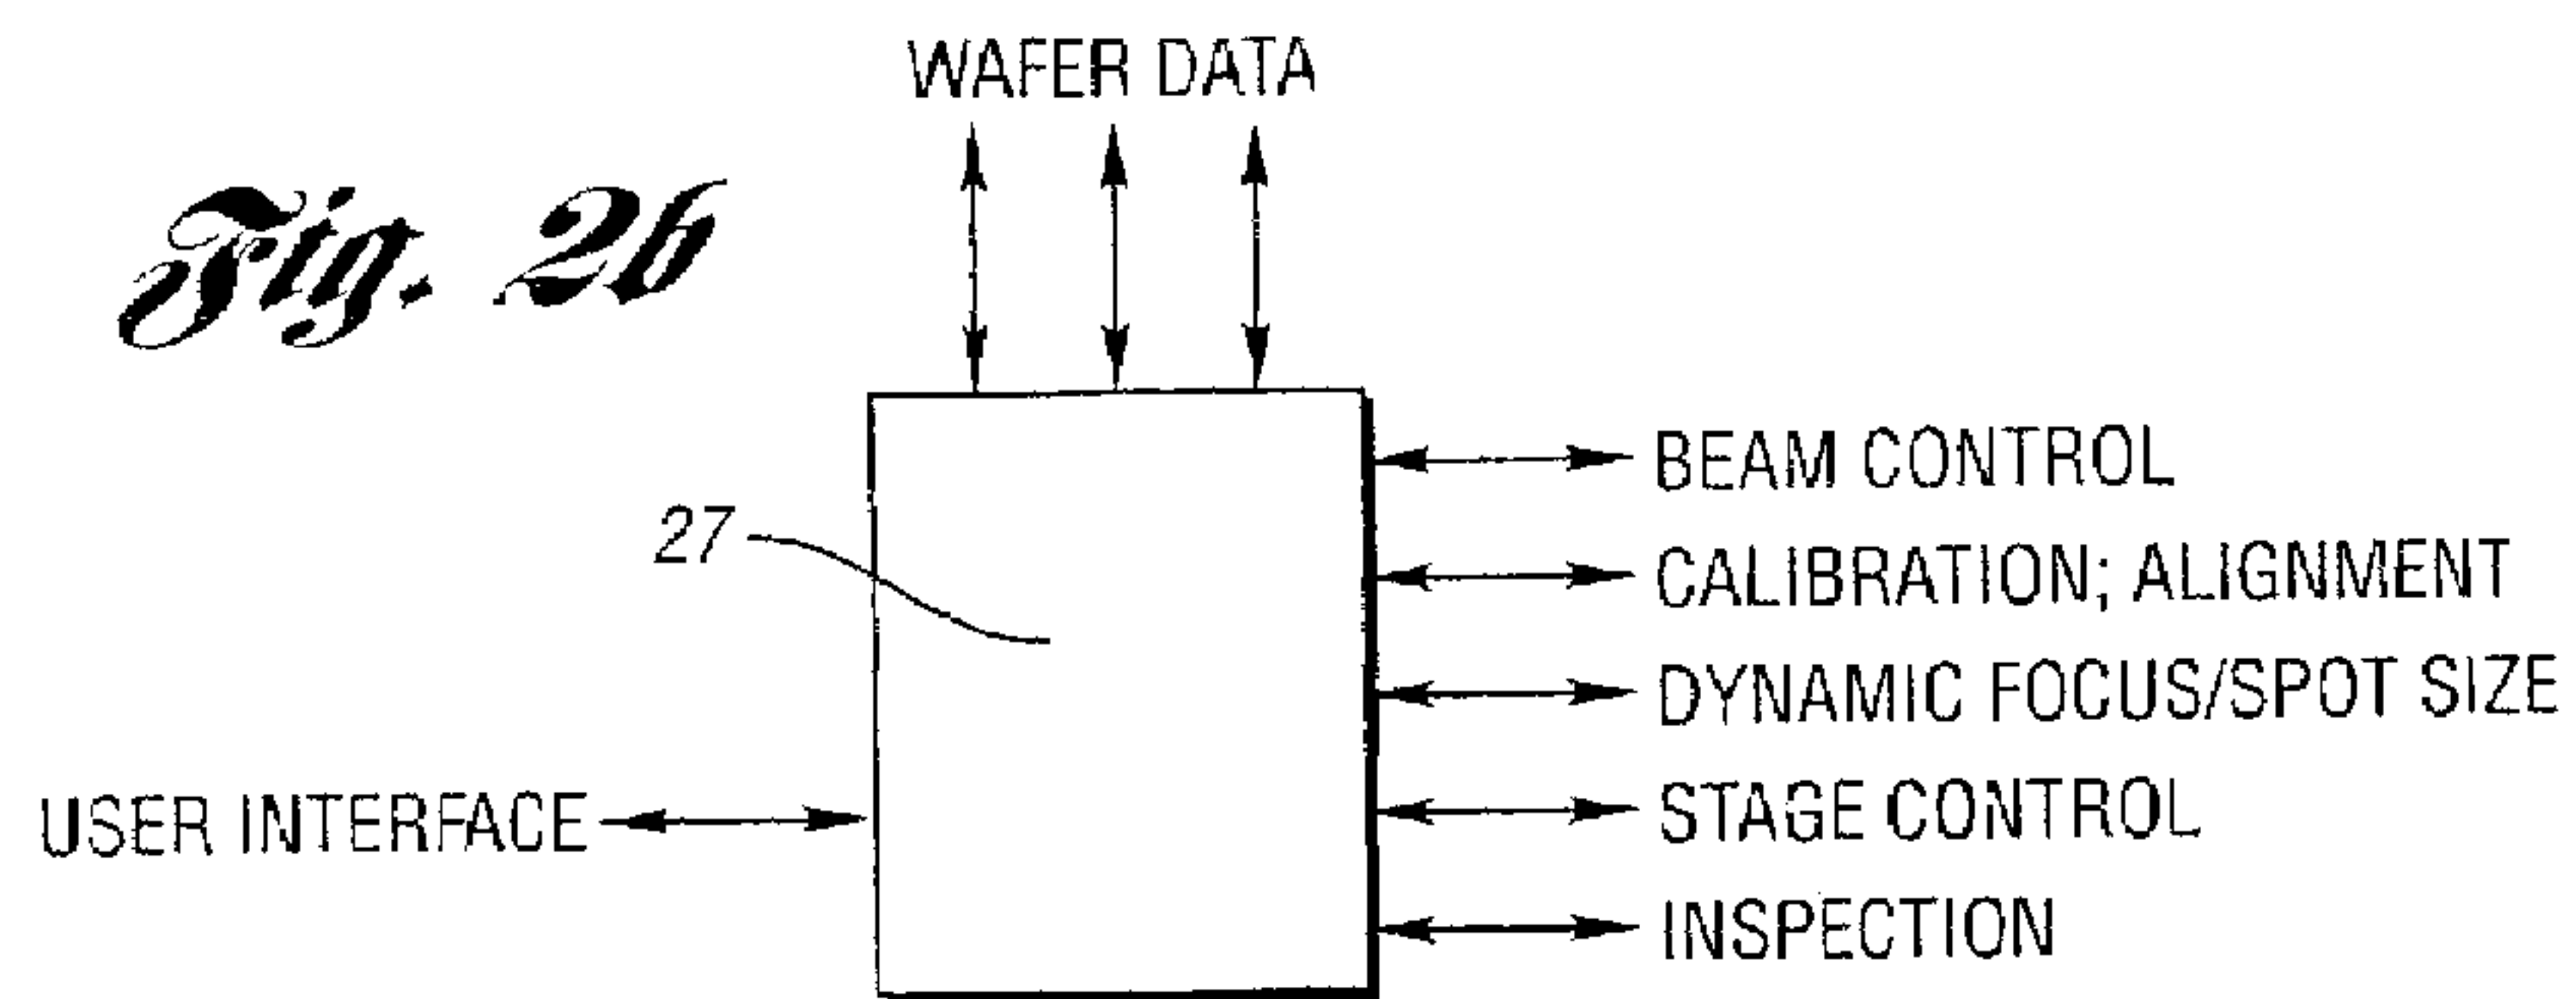 WAFER DATA
Fig. 2b
BEAM CONTROL
27
CALIBRATION; ALIGNMENT
DYNAMIC FOCUS/SPOT SIZE
USER INTERFACE
STAGE CONTROL
INSPECTION